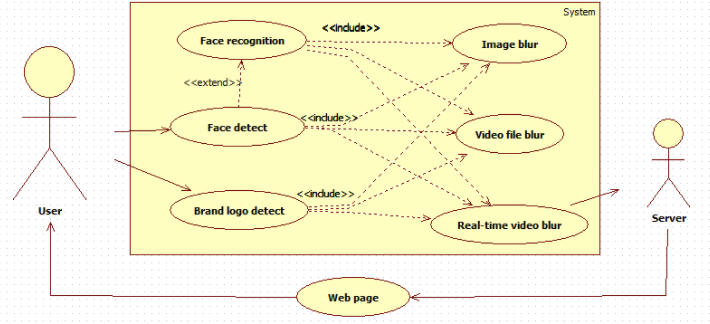 System
Face recognition
<<include>>
Image blur
<<extend>>
Face detect
<<include>>
Video file blur
<<include>>
Brand logo detect
Real-time video blur
User
Server
Web page